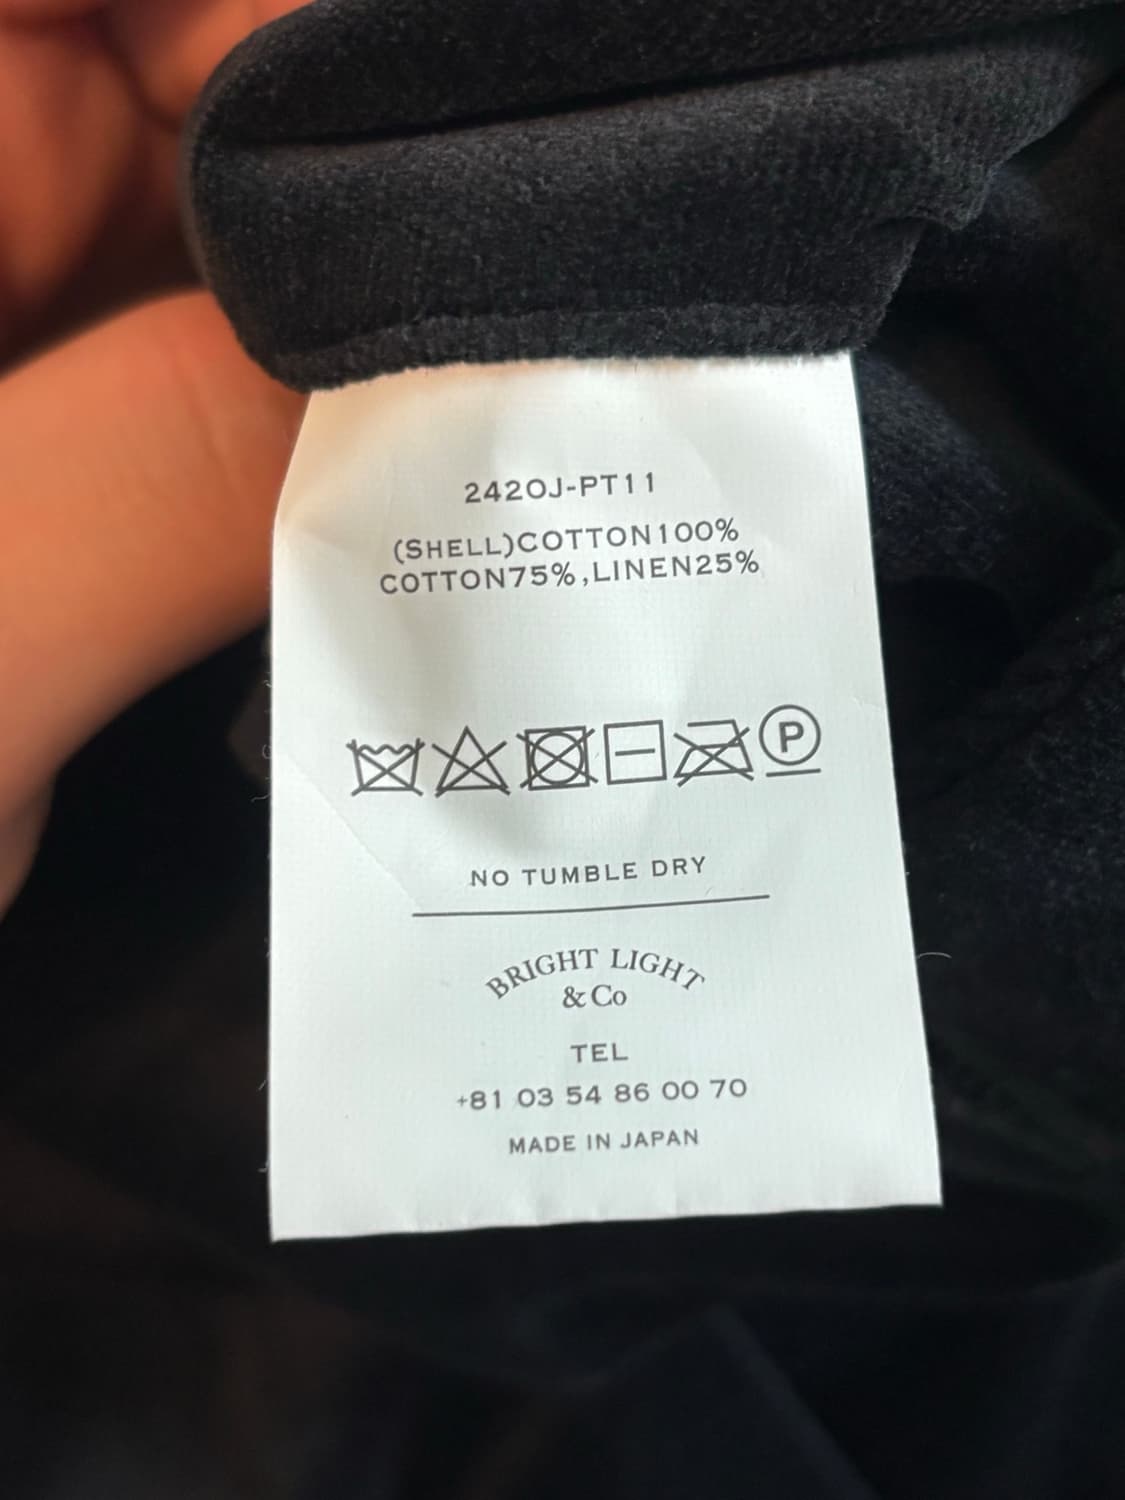 242OJ-PT11
(SHELL)COTTON100%
COTTON75%,LINEN25%
P
NO TUMBLE DRY
BRIGHT LIGHT
& Co
TEL
+81 03 54 86 00 70
MADE IN JAPAN